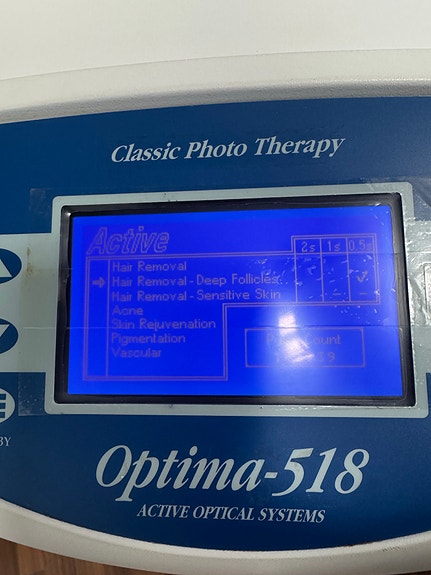 Classic Photo Therapy
Active
2s 1s 0.5s
Hair Removal
Hair Removal - Deep Follicles
Hair Removal - Sensitive Skin
Acne
Skin Rejuvenation
Pigmentation
Vascular
Optima-518
ACTIVE OPTICAL SYSTEMS